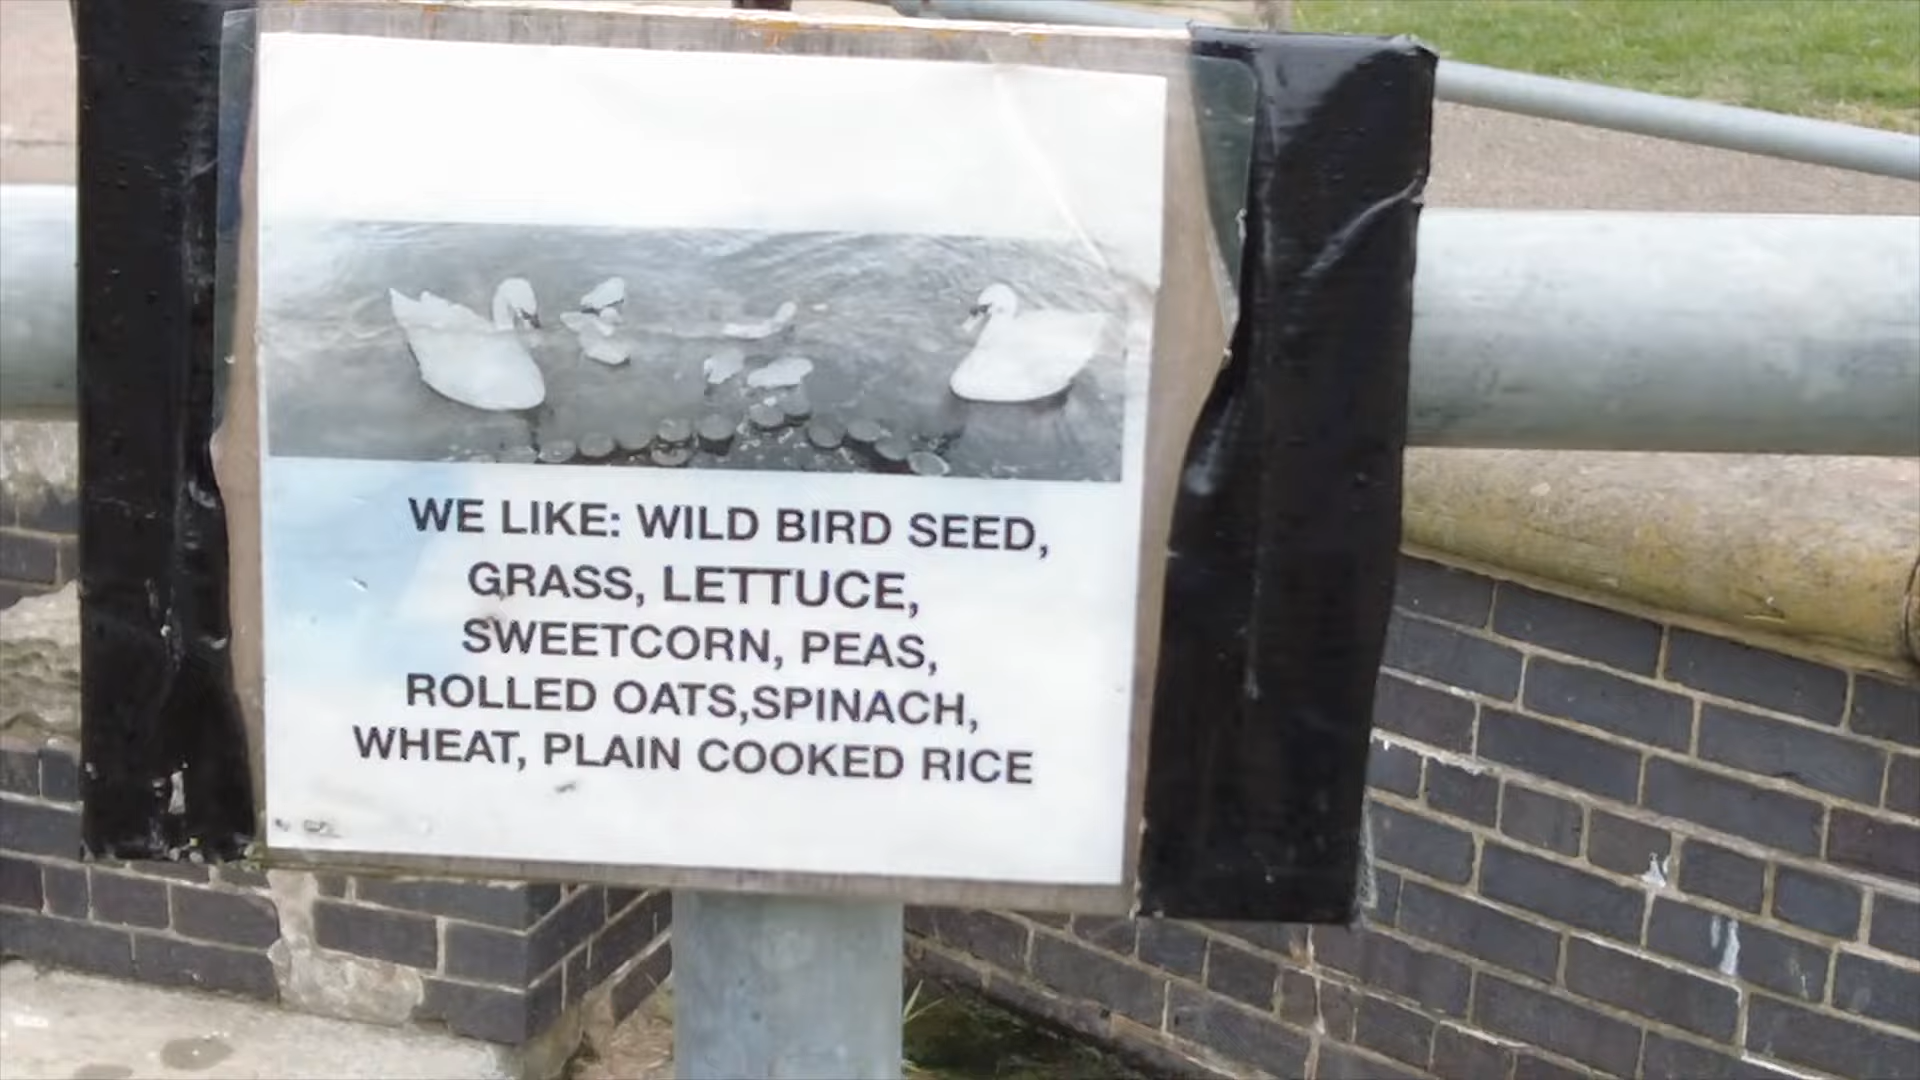 WE LIKE: WILD BIRD SEED,
GRASS, LETTUCE,
SWEETCORN, PEAS,
ROLLED OATS,SPINACH,
WHEAT, PLAIN COOKED RICE